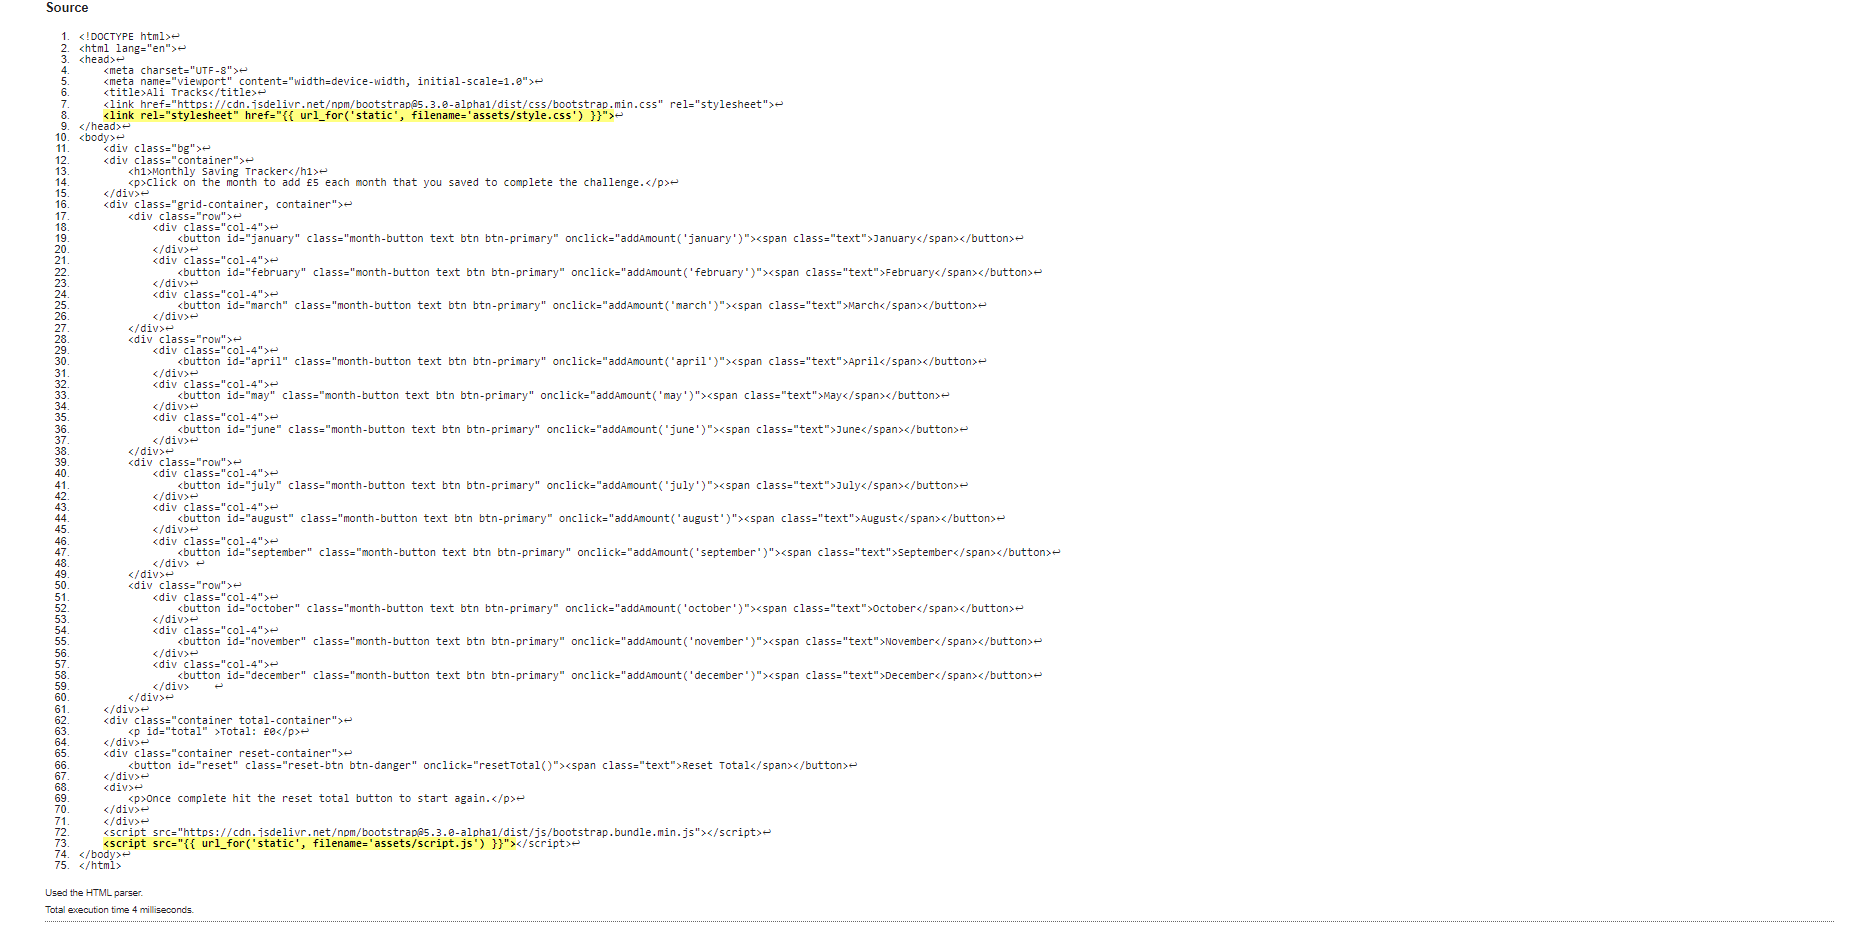 Source
1. <!DOCTYPE html>↩
2. <html lang="en">↩
3. <head>↩
4.     <meta charset="UTF-8">↩
5.     <meta name="viewport" content="width=device-width, initial-scale=1.0">↩
6.     <title>Ali Tracks</title>↩
7.     <link href="https://cdn.jsdelivr.net/npm/bootstrap@5.3.0-alpha1/dist/css/bootstrap.min.css" rel="stylesheet">↩
8.     <link rel="stylesheet" href="{{ url_for('static', filename='assets/style.css') }}">↩
9. </head>↩
10. <body>↩
11.     <div class="bg">↩
12.     <div class="container">↩
13.         <h1>Monthly Saving Tracker</h1>↩
14.         <p>Click on the month to add £5 each month that you saved to complete the challenge.</p>↩
15.     </div>↩
16.     <div class="grid-container, container">↩
17.         <div class="row">↩
18.             <div class="col-4">↩
19.                 <button id="january" class="month-button text btn btn-primary" onclick="addAmount('january')"><span class="text">January</span></button>↩
20.             </div>↩
21.             <div class="col-4">↩
22.                 <button id="february" class="month-button text btn btn-primary" onclick="addAmount('february')"><span class="text">February</span></button>↩
23.             </div>↩
24.             <div class="col-4">↩
25.                 <button id="march" class="month-button text btn btn-primary" onclick="addAmount('march')"><span class="text">March</span></button>↩
26.             </div>↩
27.         </div>↩
28.         <div class="row">↩
29.             <div class="col-4">↩
30.                 <button id="april" class="month-button text btn btn-primary" onclick="addAmount('april')"><span class="text">April</span></button>↩
31.             </div>↩
32.             <div class="col-4">↩
33.                 <button id="may" class="month-button text btn btn-primary" onclick="addAmount('may')"><span class="text">May</span></button>↩
34.             </div>↩
35.             <div class="col-4">↩
36.                 <button id="june" class="month-button text btn btn-primary" onclick="addAmount('june')"><span class="text">June</span></button>↩
37.             </div>↩
38.         </div>↩
39.         <div class="row">↩
40.             <div class="col-4">↩
41.                 <button id="july" class="month-button text btn btn-primary" onclick="addAmount('july')"><span class="text">July</span></button>↩
42.             </div>↩
43.             <div class="col-4">↩
44.                 <button id="august" class="month-button text btn btn-primary" onclick="addAmount('august')"><span class="text">August</span></button>↩
45.             </div>↩
46.             <div class="col-4">↩
47.                 <button id="september" class="month-button text btn btn-primary" onclick="addAmount('september')"><span class="text">September</span></button>↩
48.             </div> ↩
49.         </div>↩
50.         <div class="row">↩
51.             <div class="col-4">↩
52.                 <button id="october" class="month-button text btn btn-primary" onclick="addAmount('october')"><span class="text">October</span></button>↩
53.             </div>↩
54.             <div class="col-4">↩
55.                 <button id="november" class="month-button text btn btn-primary" onclick="addAmount('november')"><span class="text">November</span></button>↩
56.             </div>↩
57.             <div class="col-4">↩
58.                 <button id="december" class="month-button text btn btn-primary" onclick="addAmount('december')"><span class="text">December</span></button>↩
59.             </div>    ↩
60.         </div>↩
61.     </div>↩
62.     <div class="container total-container">↩
63.         <p id="total" >Total: £0</p>↩
64.     </div>↩
65.     <div class="container reset-container">↩
66.         <button id="reset" class="reset-btn btn-danger" onclick="resetTotal()"><span class="text">Reset Total</span></button>↩
67.     </div>↩
68.     <div>↩
69.         <p>Once complete hit the reset total button to start again.</p>↩
70.     </div>↩
71.     </div>↩
72.     <script src="https://cdn.jsdelivr.net/npm/bootstrap@5.3.0-alpha1/dist/js/bootstrap.bundle.min.js"></script>↩
73.     <script src="{{ url_for('static', filename='assets/script.js') }}"></script>↩
74. </body>↩
75. </html>
Used the HTML parser.
Total execution time 4 milliseconds.